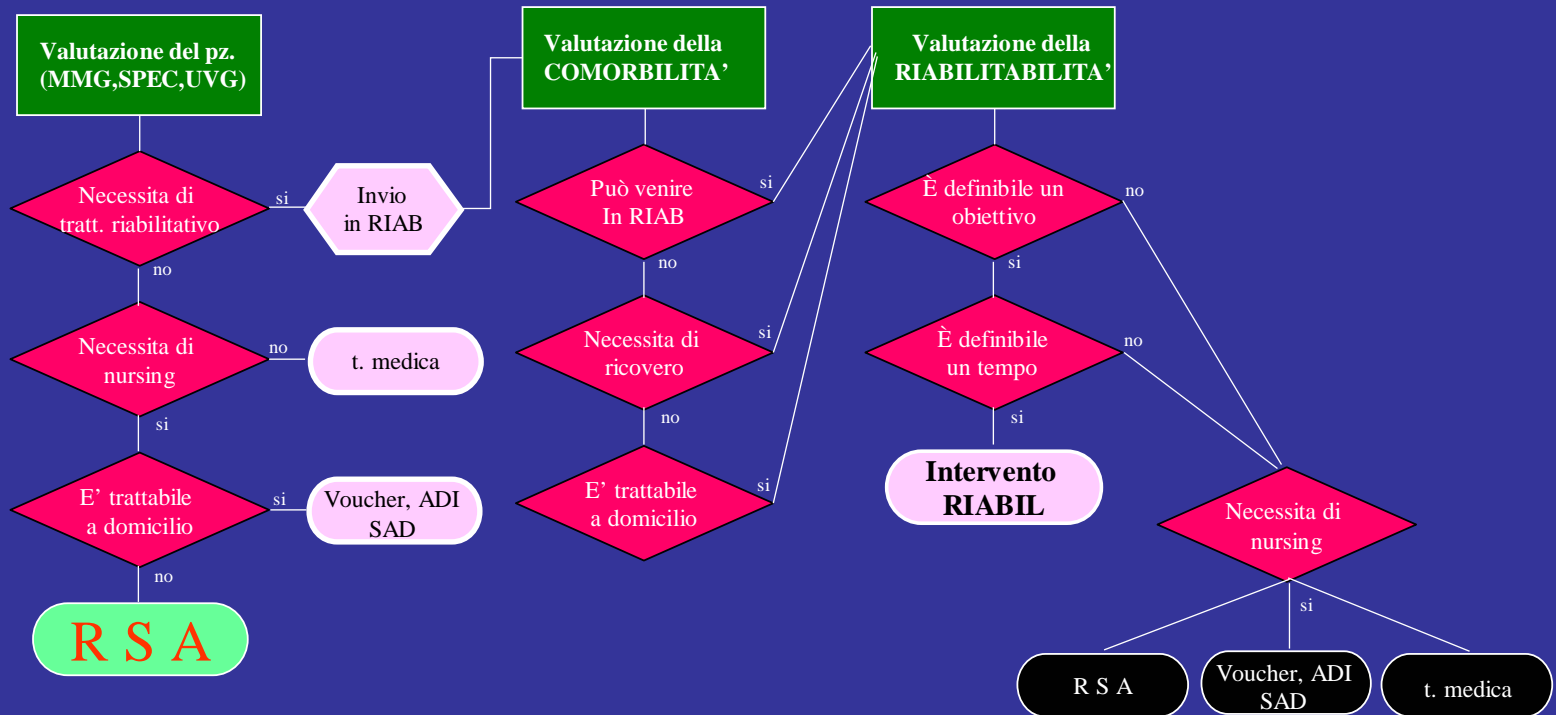 Valutazione del pz.
(MMG,SPEC,UVG)
Necessita di
tratt. riabilitativo
si
Invio
in RIAB
no
Necessita di
nursing
no
t. medica
si
E’ trattabile
a domicilio
si
Voucher, ADI
SAD
no
R S A
Valutazione della
COMORBILITA’
Può venire
In RIAB
si
no
Necessita di
ricovero
si
no
E’ trattabile
a domicilio
si
Valutazione della
RIABILITABILITA’
È definibile un
obiettivo
no
si
È definibile
un tempo
no
si
Intervento
RIABIL
Necessita di
nursing
si
R S A
Voucher, ADI
SAD
t. medica